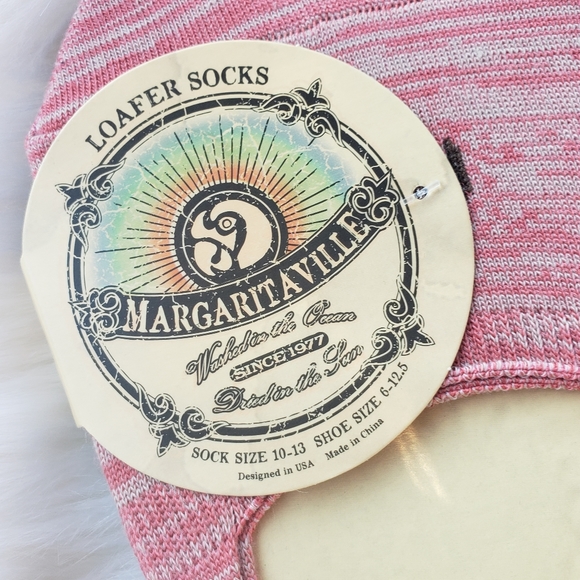 LOAFER SOCKS
MARGARITAVILLE
Washed in the Ocean
SINCE 1977
Dried in the Sun
SOCK SIZE 10-13 SHOE SIZE 6-12.5
Designed in USA Made in China